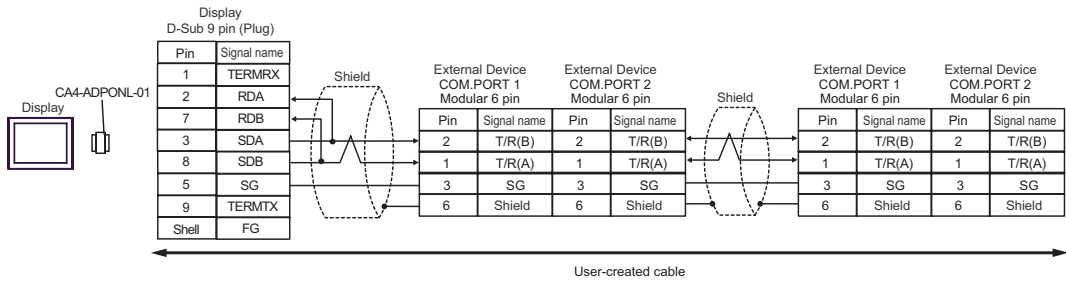 Display
D-Sub 9 pin (Plug)
Pin Signal name
1 TERMRX
2 RDA
7 RDB
3 SDA
8 SDB
5 SG
9 TERMTX
Shell FG
CA4-ADPONL-01
Display
Shield
External Device
COM.PORT 1
Modular 6 pin
Pin Signal name
2 T/R(B)
1 T/R(A)
3 SG
6 Shield
External Device
COM.PORT 2
Modular 6 pin
Pin Signal name
2 T/R(B)
1 T/R(A)
3 SG
6 Shield
Shield
External Device
COM.PORT 1
Modular 6 pin
Pin Signal name
2 T/R(B)
1 T/R(A)
3 SG
6 Shield
External Device
COM.PORT 2
Modular 6 pin
Pin Signal name
2 T/R(B)
1 T/R(A)
3 SG
6 Shield
User-created cable